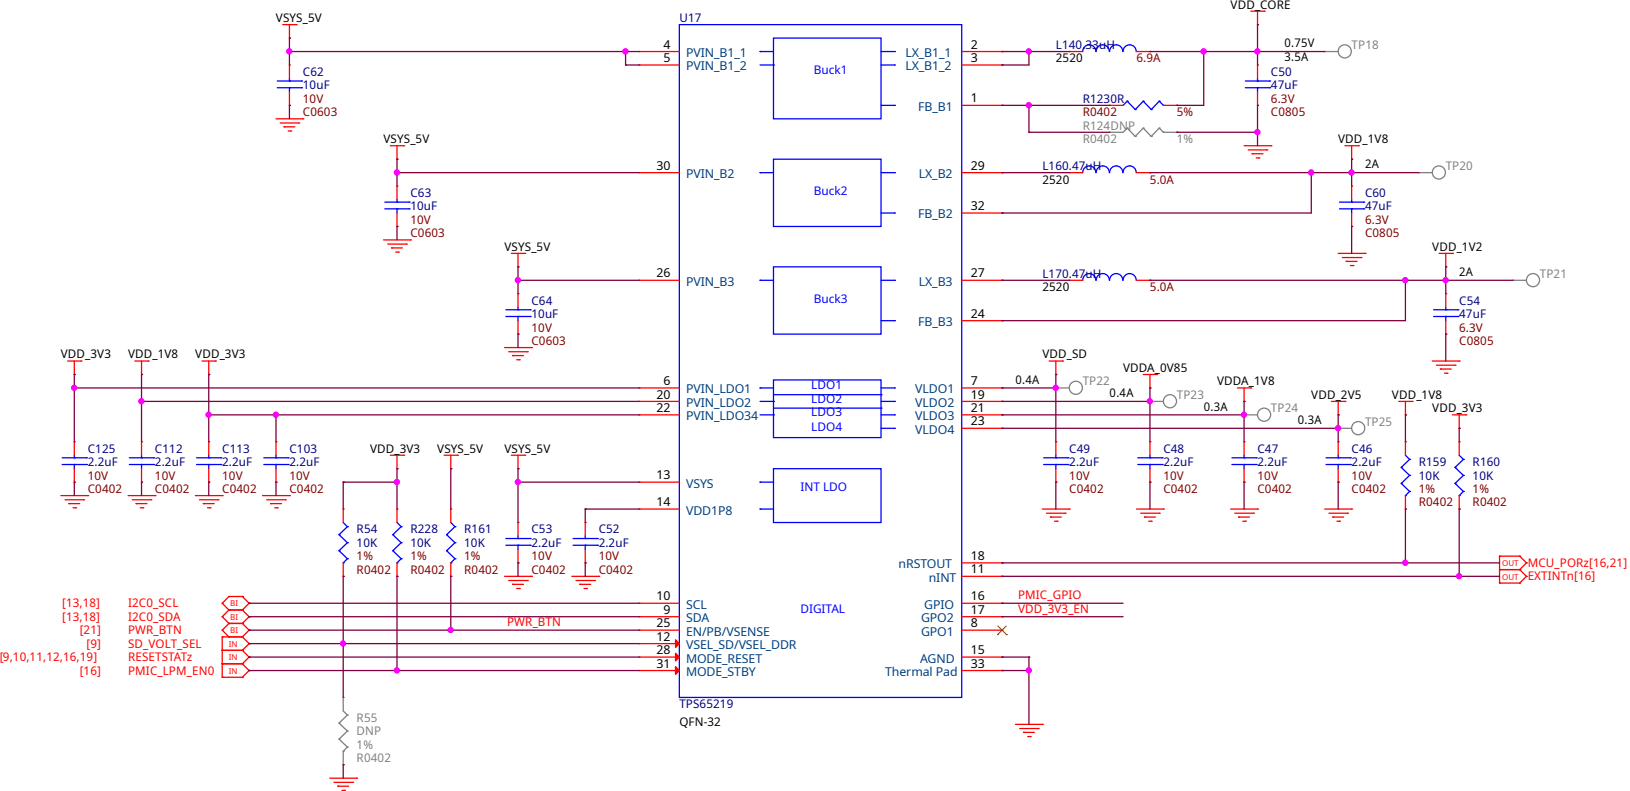 VSYS_5V
C62
10uF
10V
C0603
VSYS_5V
C63
10uF
10V
C0603
VSYS_5V
C64
10uF
10V
C0603
VDD_3V3
VDD_1V8
VDD_3V3
C125
2.2uF
10V
C0402
C112
2.2uF
10V
C0402
C113
2.2uF
10V
C0402
C103
2.2uF
10V
C0402
VDD_3V3
VSYS_5V
VSYS_5V
R54
10K
1%
R0402
R228
10K
1%
R0402
R161
10K
1%
R0402
C53
2.2uF
10V
C0402
C52
2.2uF
10V
C0402
[13,18] I2C0_SCL BI
[13,18] I2C0_SDA BI
[21] PWR_BTN BI
PWR_BTN
[9] SD_VOLT_SEL IN
[9,10,11,12,16,19] RESETSTATz IN
[16] PMIC_LPM_EN0 IN
R55
DNP
1%
R0402
U17
4 PVIN_B1_1
5 PVIN_B1_2
30 PVIN_B2
26 PVIN_B3
6 PVIN_LDO1
20 PVIN_LDO2
22 PVIN_LDO34
13 VSYS
14 VDD1P8
10 SCL
9 SDA
25 EN/PB/VSENSE
12 VSEL_SD/VSEL_DDR
28 MODE_RESET
31 MODE_STBY
Buck1
Buck2
Buck3
LDO1
LDO2
LDO3
LDO4
INT LDO
DIGITAL
LX_B1_1 2
LX_B1_2 3
FB_B1 1
LX_B2 29
FB_B2 32
LX_B3 27
FB_B3 24
VLDO1 7
VLDO2 19
VLDO3 21
VLDO4 23
nRSTOUT 18
nINT 11
GPIO 16
GPO2 17
GPO1 8
AGND 15
Thermal Pad 33
TPS65219
QFN-32
VDD_CORE
L14 0.33uH
2520
6.9A
0.75V
3.5A
TP18
C50
47uF
6.3V
C0805
R123 0R
R0402
5%
R124 DNP
R0402
1%
VDD_1V8
L16 0.47uH
2520
5.0A
2A
TP20
C60
47uF
6.3V
C0805
VDD_1V2
L17 0.47uH
2520
5.0A
2A
TP21
C54
47uF
6.3V
C0805
VDD_SD
0.4A
TP22
VDDA_0V85
0.4A
TP23
VDDA_1V8
0.3A
TP24
VDD_2V5
0.3A
TP25
VDD_1V8
VDD_3V3
C49
2.2uF
10V
C0402
C48
2.2uF
10V
C0402
C47
2.2uF
10V
C0402
C46
2.2uF
10V
C0402
R159
10K
1%
R0402
R160
10K
1%
R0402
OUT MCU_PORz[16,21]
OUT EXTINTn[16]
PMIC_GPIO
VDD_3V3_EN